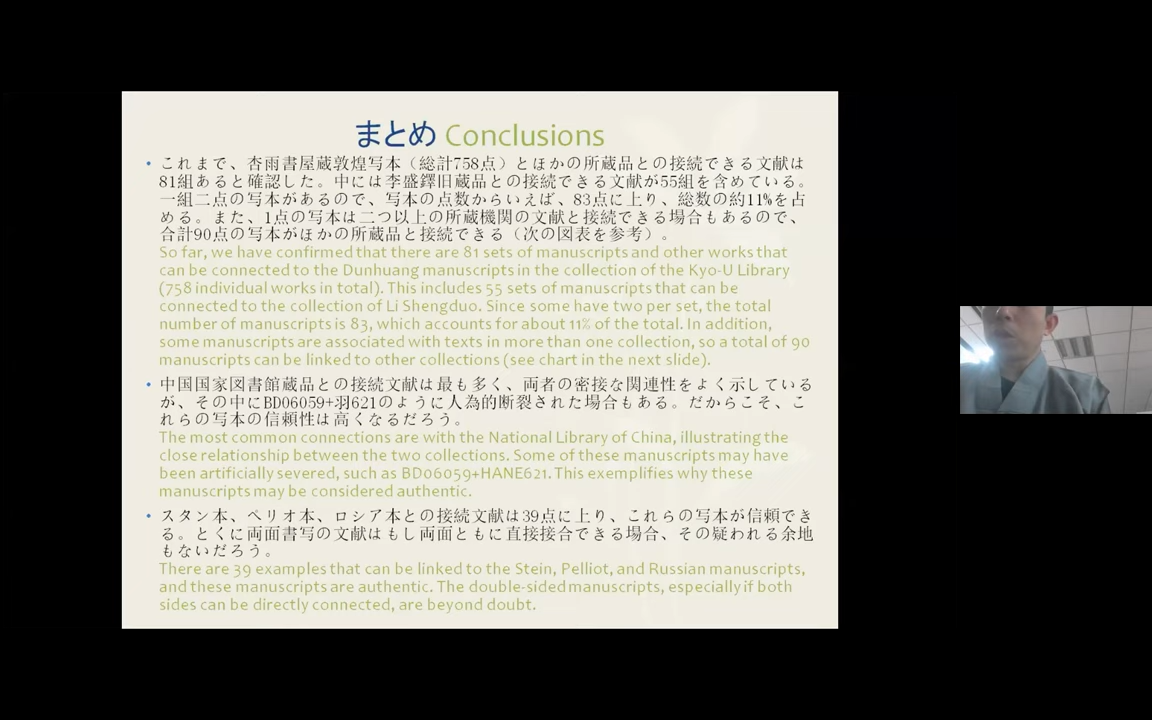 まとめ Conclusions
• これまで、杏雨書屋蔵敦煌写本（総計758点）とほかの所蔵品との接続できる文献は
81組あると確認した。中には李盛鐸旧蔵品との接続できる文献が55組を含めている。
一組二点の写本があるので、写本の点数からいえば、83点に上り、総数の約11%を占
める。また、1点の写本は二つ以上の所蔵機関の文献と接続できる場合もあるので、
合計90点の写本がほかの所蔵品と接続できる（次の図表を参考）。
So far, we have confirmed that there are 81 sets of manuscripts and other works that
can be connected to the Dunhuang manuscripts in the collection of the Kyo-U Library
(758 individual works in total). This includes 55 sets of manuscripts that can be
connected to the collection of Li Shengduo. Since some have two per set, the total
number of manuscripts is 83, which accounts for about 11% of the total. In addition,
some manuscripts are associated with texts in more than one collection, so a total of 90
manuscripts can be linked to other collections (see chart in the next slide).
• 中国国家図書館蔵品との接続文献は最も多く、両者の密接な関連性をよく示している
が、その中にBD06059+羽621のように人為的断裂された場合もある。だからこそ、こ
れらの写本の信頼性は高くなるだろう。
The most common connections are with the National Library of China, illustrating the
close relationship between the two collections. Some of these manuscripts may have
been artificially severed, such as BD06059+HANE621. This exemplifies why these
manuscripts may be considered authentic.
• スタン本、ペリオ本、ロシア本との接続文献は39点に上り、これらの写本が信頼でき
る。とくに両面書写の文献はもし両面ともに直接接合できる場合、その疑われる余地
もないだろう。
There are 39 examples that can be linked to the Stein, Pelliot, and Russian manuscripts,
and these manuscripts are authentic. The double-sided manuscripts, especially if both
sides can be directly connected, are beyond doubt.